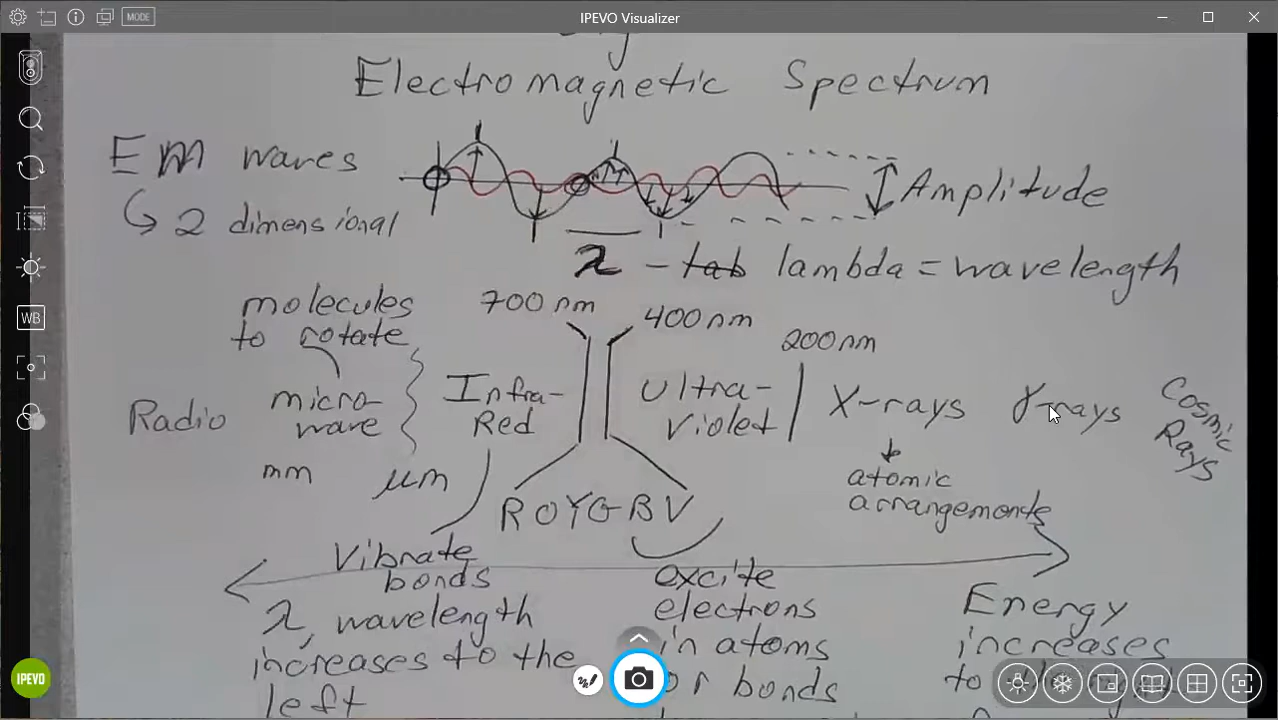 MODE
IPEVO Visualizer
Electromagnetic Spectrum
EM waves
Amplitude
2 dimensional
λ - tab lambda = wavelength
molecules
to rotate
700 nm
400 nm
200 nm
Radio
micro-
wave
Infra-
Red
Ultra-
Violet
X-rays
γ-rays
Cosmic
Rays
mm
μm
ROYGBV
atomic
arrangements
Vibrate
bonds
excite
electrons
in atoms
or bonds
λ, wavelength
increases to the
left
Energy
increases
to
WB
IPEVO